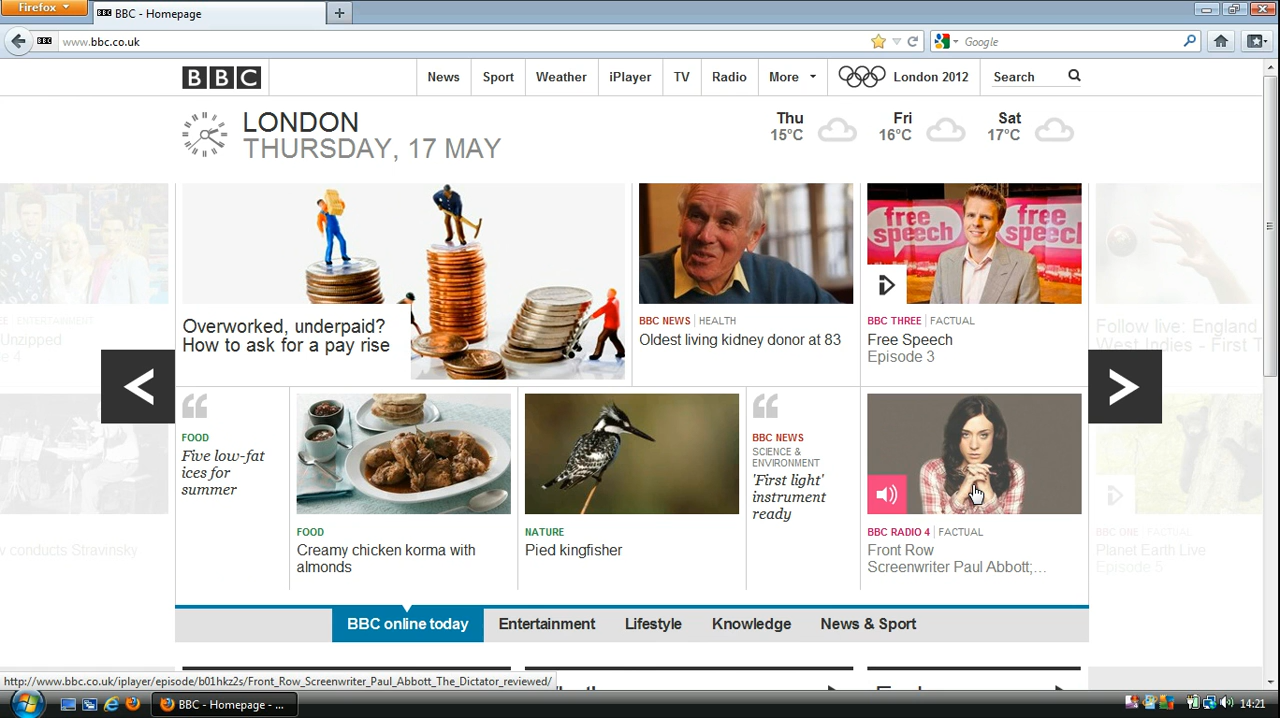 Firefox
BBC BBC - Homepage
BBC www.bbc.co.uk
Google
BBC
News Sport Weather iPlayer TV Radio More London 2012 Search
LONDON
THURSDAY, 17 MAY
Thu
15°C
Fri
16°C
Sat
17°C
ENTERTAINMENT
Unzipped
free speech
free speech
Overworked, underpaid?
How to ask for a pay rise
BBC NEWS | HEALTH
Oldest living kidney donor at 83
BBC THREE | FACTUAL
Free Speech
Episode 3
Follow live: England
West Indies - First T
<
>
FOOD
Five low-fat
ices for
summer
FOOD
Creamy chicken korma with
almonds
NATURE
Pied kingfisher
BBC NEWS
SCIENCE &
ENVIRONMENT
'First light'
instrument
ready
BBC RADIO 4 | FACTUAL
Front Row
Screenwriter Paul Abbott;...
conducts Stravinsky
BBC ONE | FACTUAL
Planet Earth Live
Episode 5
BBC online today Entertainment Lifestyle Knowledge News & Sport
http://www.bbc.co.uk/iplayer/episode/b01hkz2s/Front_Row_Screenwriter_Paul_Abbott_The_Dictator_reviewed/
BBC - Homepage - ...
14:21